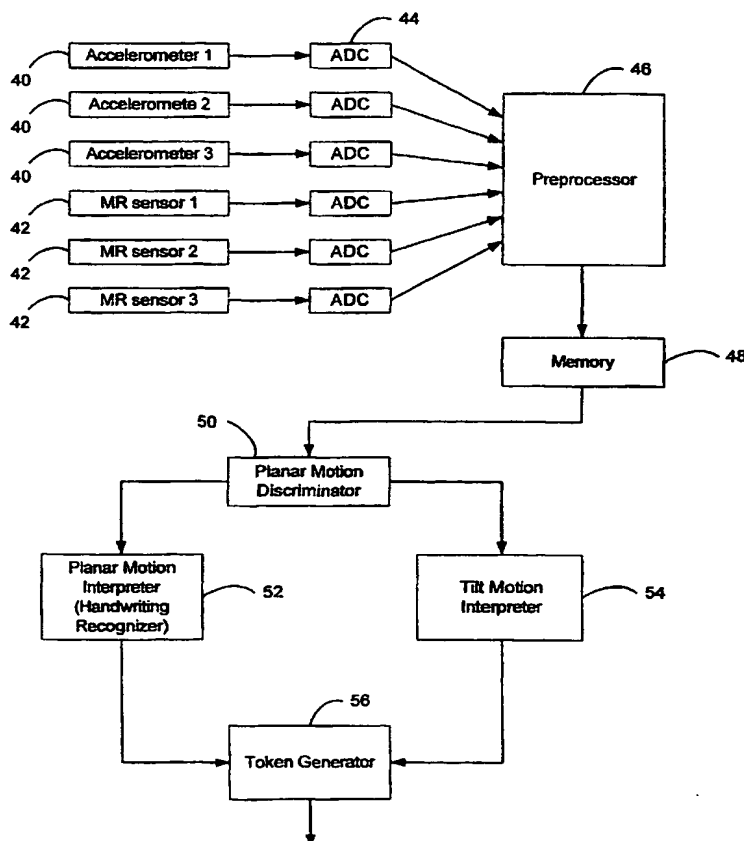 44
40 Accelerometer 1 ADC
46
40 Acceleromete 2 ADC
40 Accelerometer 3 ADC
Preprocessor
42 MR sensor 1 ADC
42 MR sensor 2 ADC
42 MR sensor 3 ADC
Memory 48
50
Planar Motion
Discriminator
Planar Motion
Interpreter
(Handwriting
Recognizer)
52
Tilt Motion
Interpreter
54
56
Token Generator